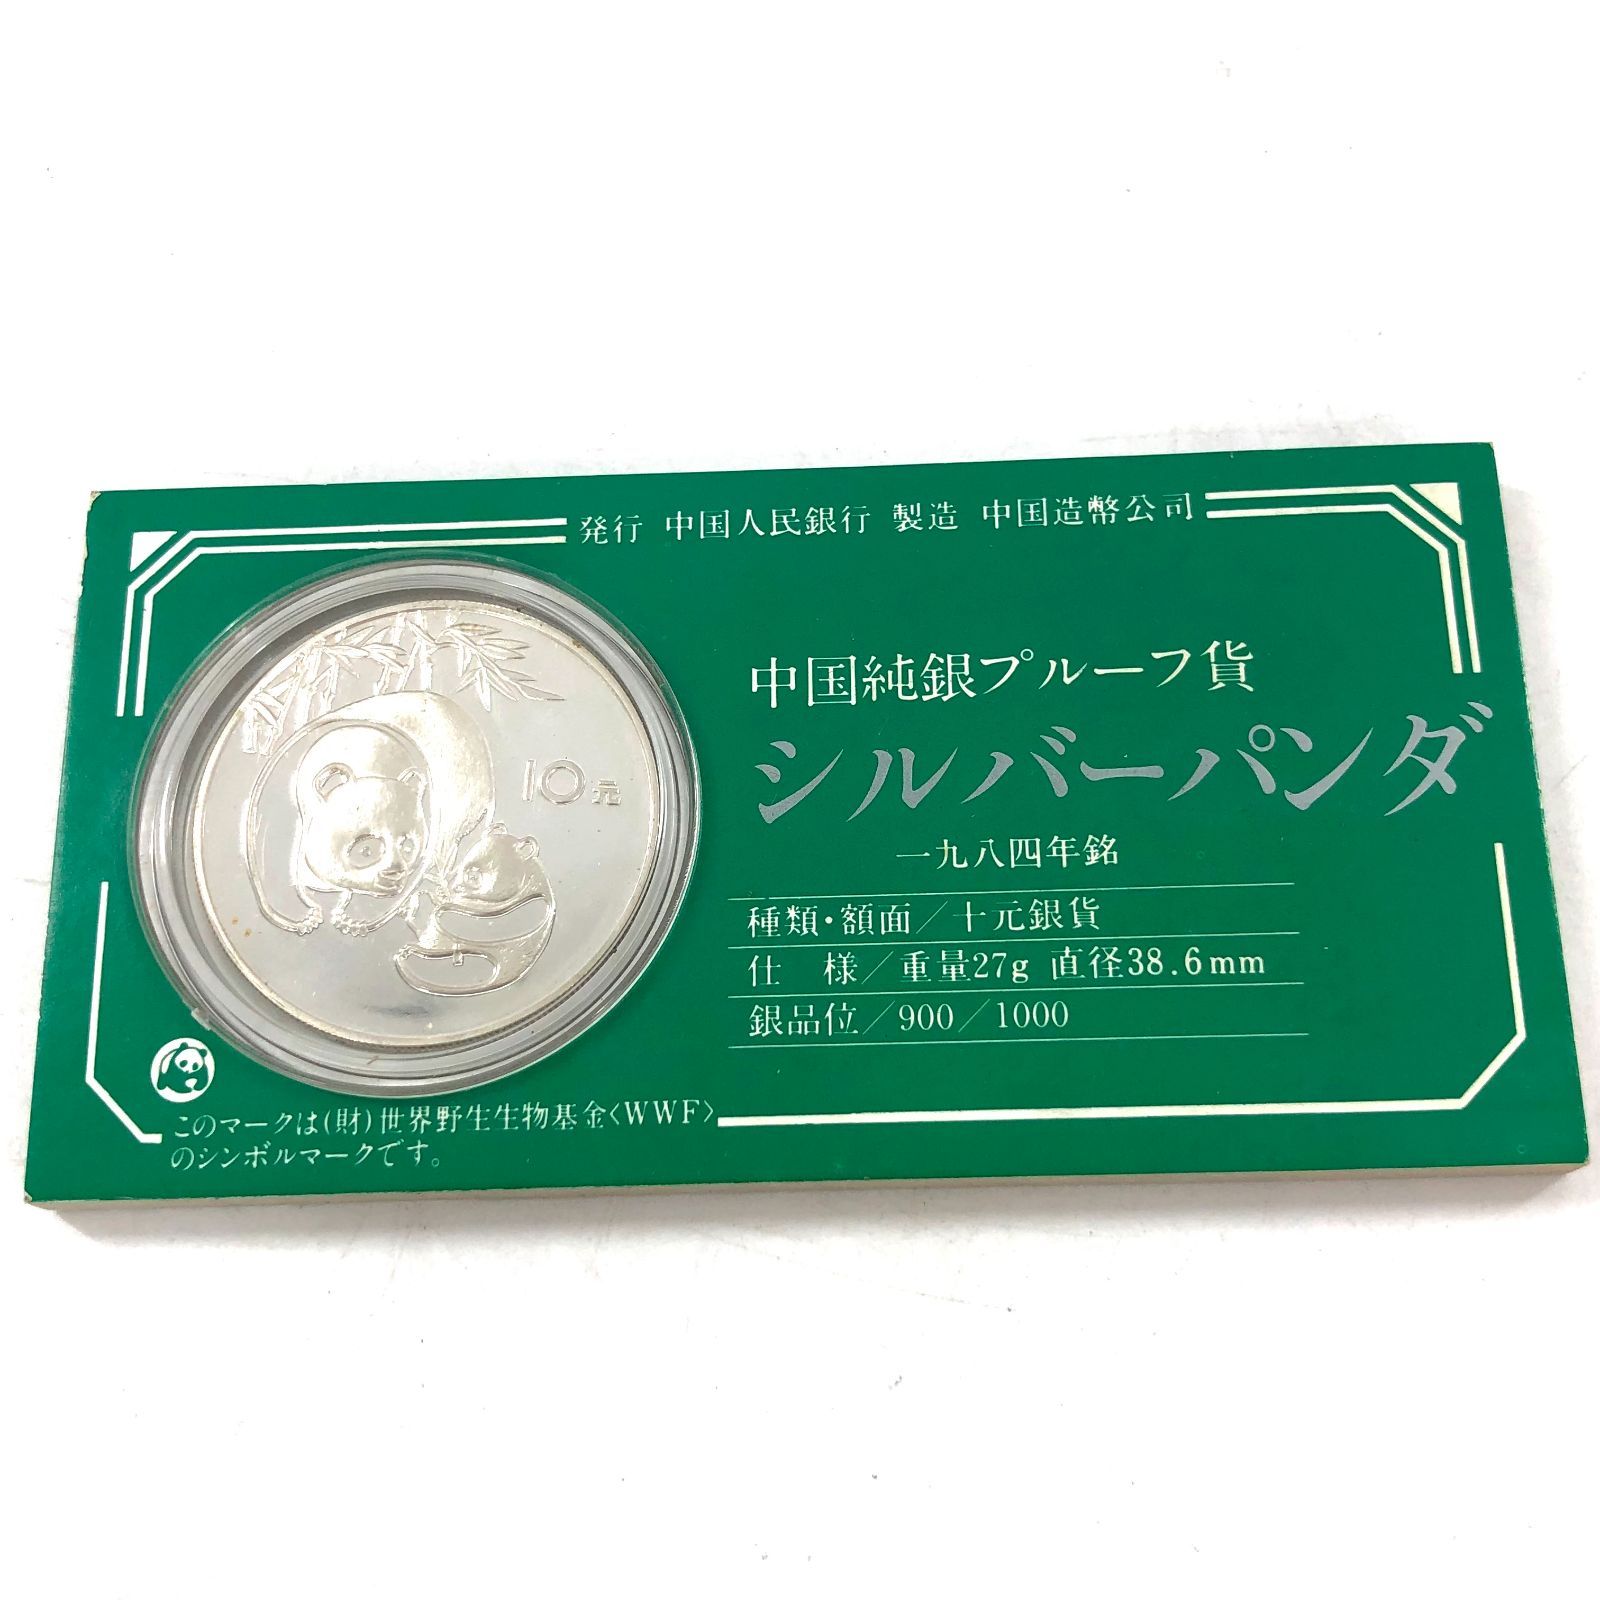 発行 中国人民銀行 製造 中国造幣公司
中国純銀プルーフ貨
シルバーパンダ
一九八四年銘
種類・額面／十元銀貨
仕　様／重量27g 直径38.6mm
銀品位／900／1000
10元
このマークは(財)世界野生生物基金〈WWF〉
のシンボルマークです。